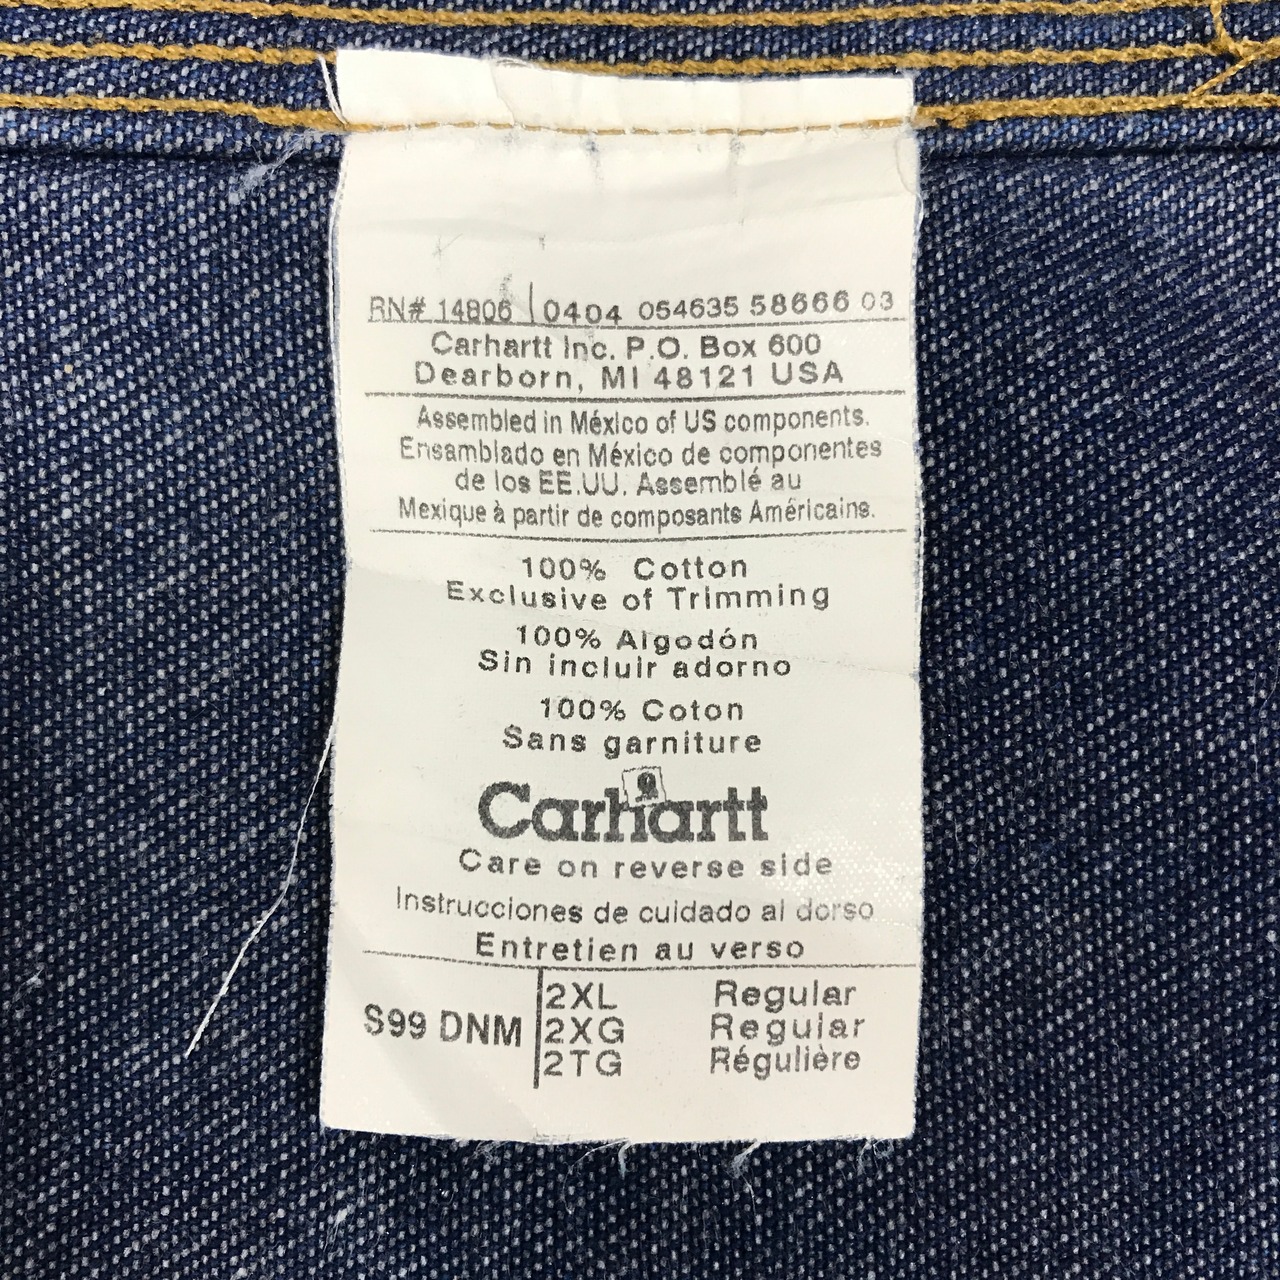 RN# 14806 | 0404 054635 58666 03
Carhartt Inc. P.O. Box 600
Dearborn, MI 48121 USA
Assembled in México of US components.
Ensamblado en México de componentes
de los EE.UU. Assemblé au
Mexique à partir de composants Américains.
100% Cotton
Exclusive of Trimming
100% Algodón
Sin incluir adorno
100% Coton
Sans garniture
Carhartt
Care on reverse side
Instrucciones de cuidado al dorso
Entretien au verso
S99 DNM
2XL Regular
2XG Regular
2TG Régulière